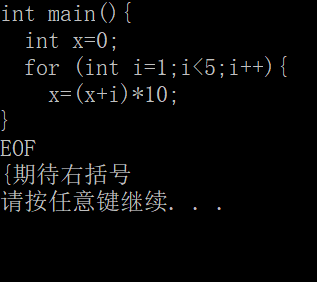 int main(){
  int x=0;
  for (int i=1;i<5;i++){
    x=(x+i)*10;
}
EOF
{期待右括号
请按任意键继续. . .